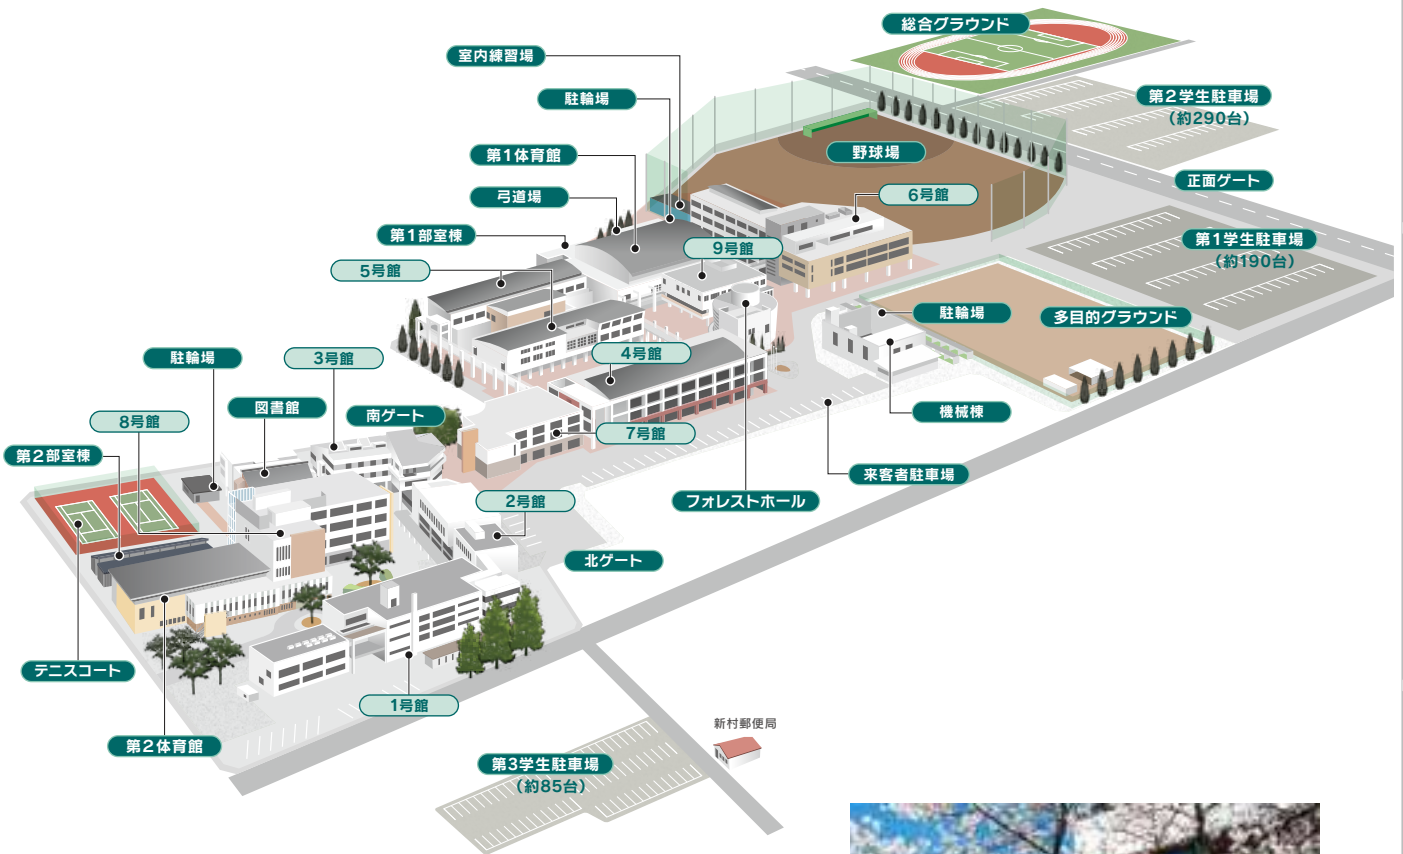 総合グラウンド
室内練習場
駐輪場
第2学生駐車場
(約290台)
第1体育館
野球場
正面ゲート
弓道場
6号館
第1部室棟
9号館
第1学生駐車場
(約190台)
5号館
駐輪場
多目的グラウンド
駐輪場
3号館
4号館
図書館
南ゲート
機械棟
8号館
7号館
第2部室棟
来客者駐車場
2号館
フォレストホール
北ゲート
テニスコート
1号館
新村郵便局
第2体育館
第3学生駐車場
(約85台)